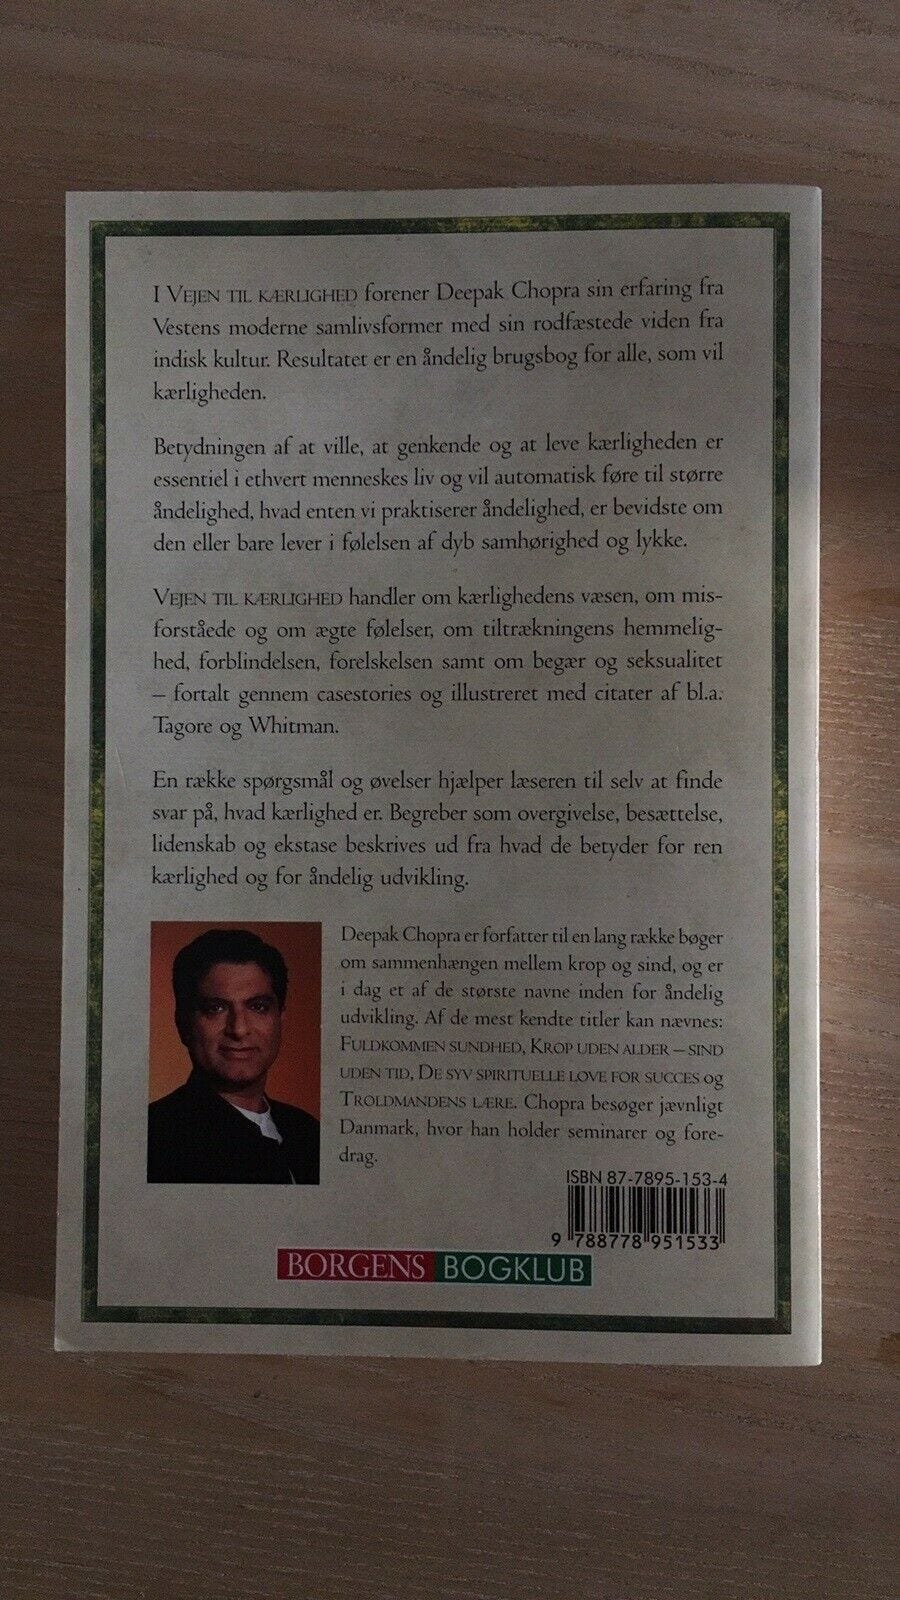 I VEJEN TIL KÆRLIGHED forener Deepak Chopra sin erfaring fra
Vestens moderne samlivsformer med sin rodfæstede viden fra
indisk kultur. Resultatet er en åndelig brugsbog for alle, som vil
kærligheden.
Betydningen af at ville, at genkende og at leve kærligheden er
essentiel i ethvert menneskes liv og vil automatisk føre til større
åndelighed, hvad enten vi praktiserer åndelighed, er bevidste om
den eller bare lever i følelsen af dyb samhørighed og lykke.
VEJEN TIL KÆRLIGHED handler om kærlighedens væsen, om mis-
forståede og om ægte følelser, om tiltrækningens hemmelig-
hed, forblindelsen, forelskelsen samt om begær og seksualitet
– fortalt gennem casestories og illustreret med citater af bl.a.
Tagore og Whitman.
En række spørgsmål og øvelser hjælper læseren til selv at finde
svar på, hvad kærlighed er. Begreber som overgivelse, besættelse,
lidenskab og ekstase beskrives ud fra hvad de betyder for ren
kærlighed og for åndelig udvikling.
Deepak Chopra er forfatter til en lang række bøger
om sammenhængen mellem krop og sind, og er
i dag et af de største navne inden for åndelig
udvikling. Af de mest kendte titler kan nævnes:
FULDKOMMEN SUNDHED, KROP UDEN ALDER – SIND
UDEN TID, DE SYV SPIRITUELLE LOVE FOR SUCCES og
TROLDMANDENS LÆRE. Chopra besøger jævnligt
Danmark, hvor han holder seminarer og fore-
drag.
ISBN 87-7895-153-4
9 788778 951533
BORGENS BOGKLUB